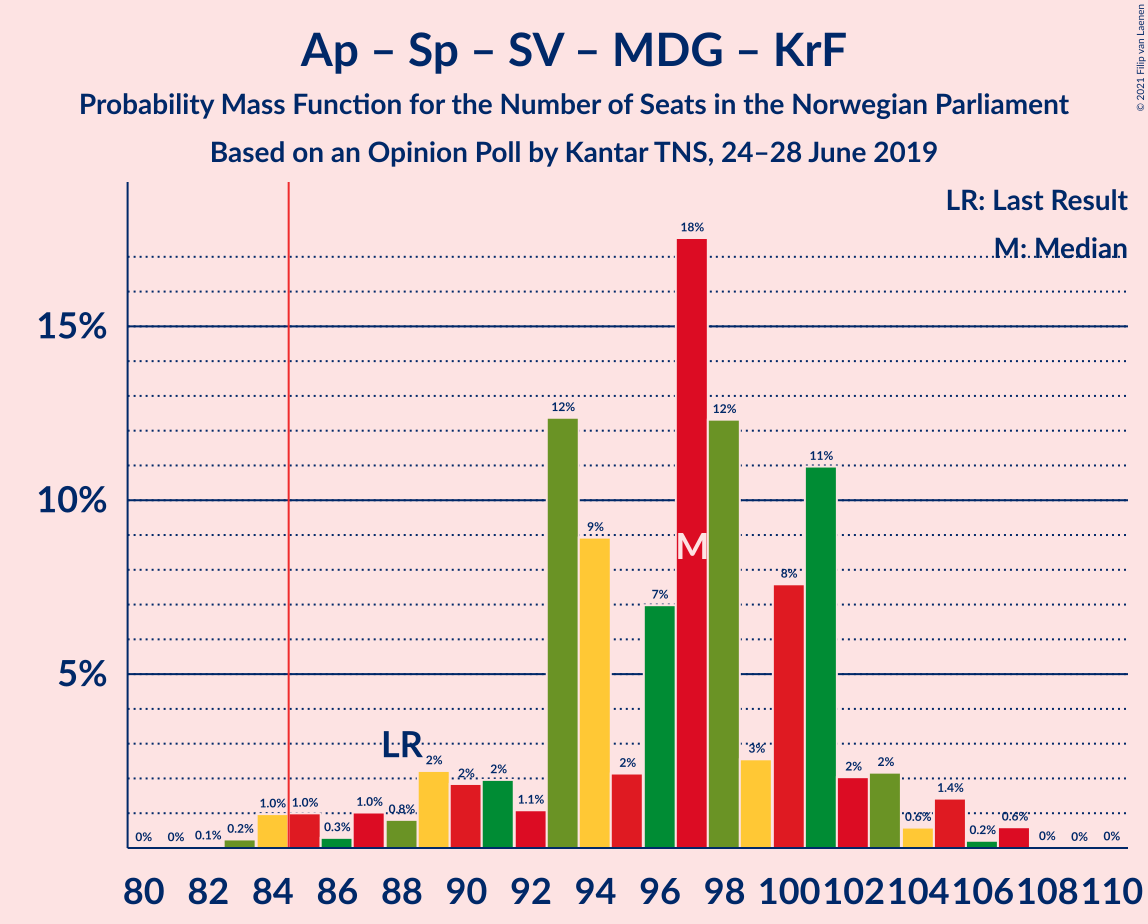 Ap – Sp – SV – MDG – KrF
Probability Mass Function for the Number of Seats in the Norwegian Parliament
Based on an Opinion Poll by Kantar TNS, 24–28 June 2019
© 2021 Filip van Laenen
LR: Last Result
M: Median
15%
10%
5%
0% 0% 0.1% 0.2% 1.0% 1.0% 0.3% 1.0% 0.8% 2% 2% 2% 1.1% 12% 9% 2% 7% 18% 12% 3% 8% 11% 2% 2% 0.6% 1.4% 0.2% 0.6% 0% 0% 0%
LR
M
80 82 84 86 88 90 92 94 96 98 100 102 104 106 108 110